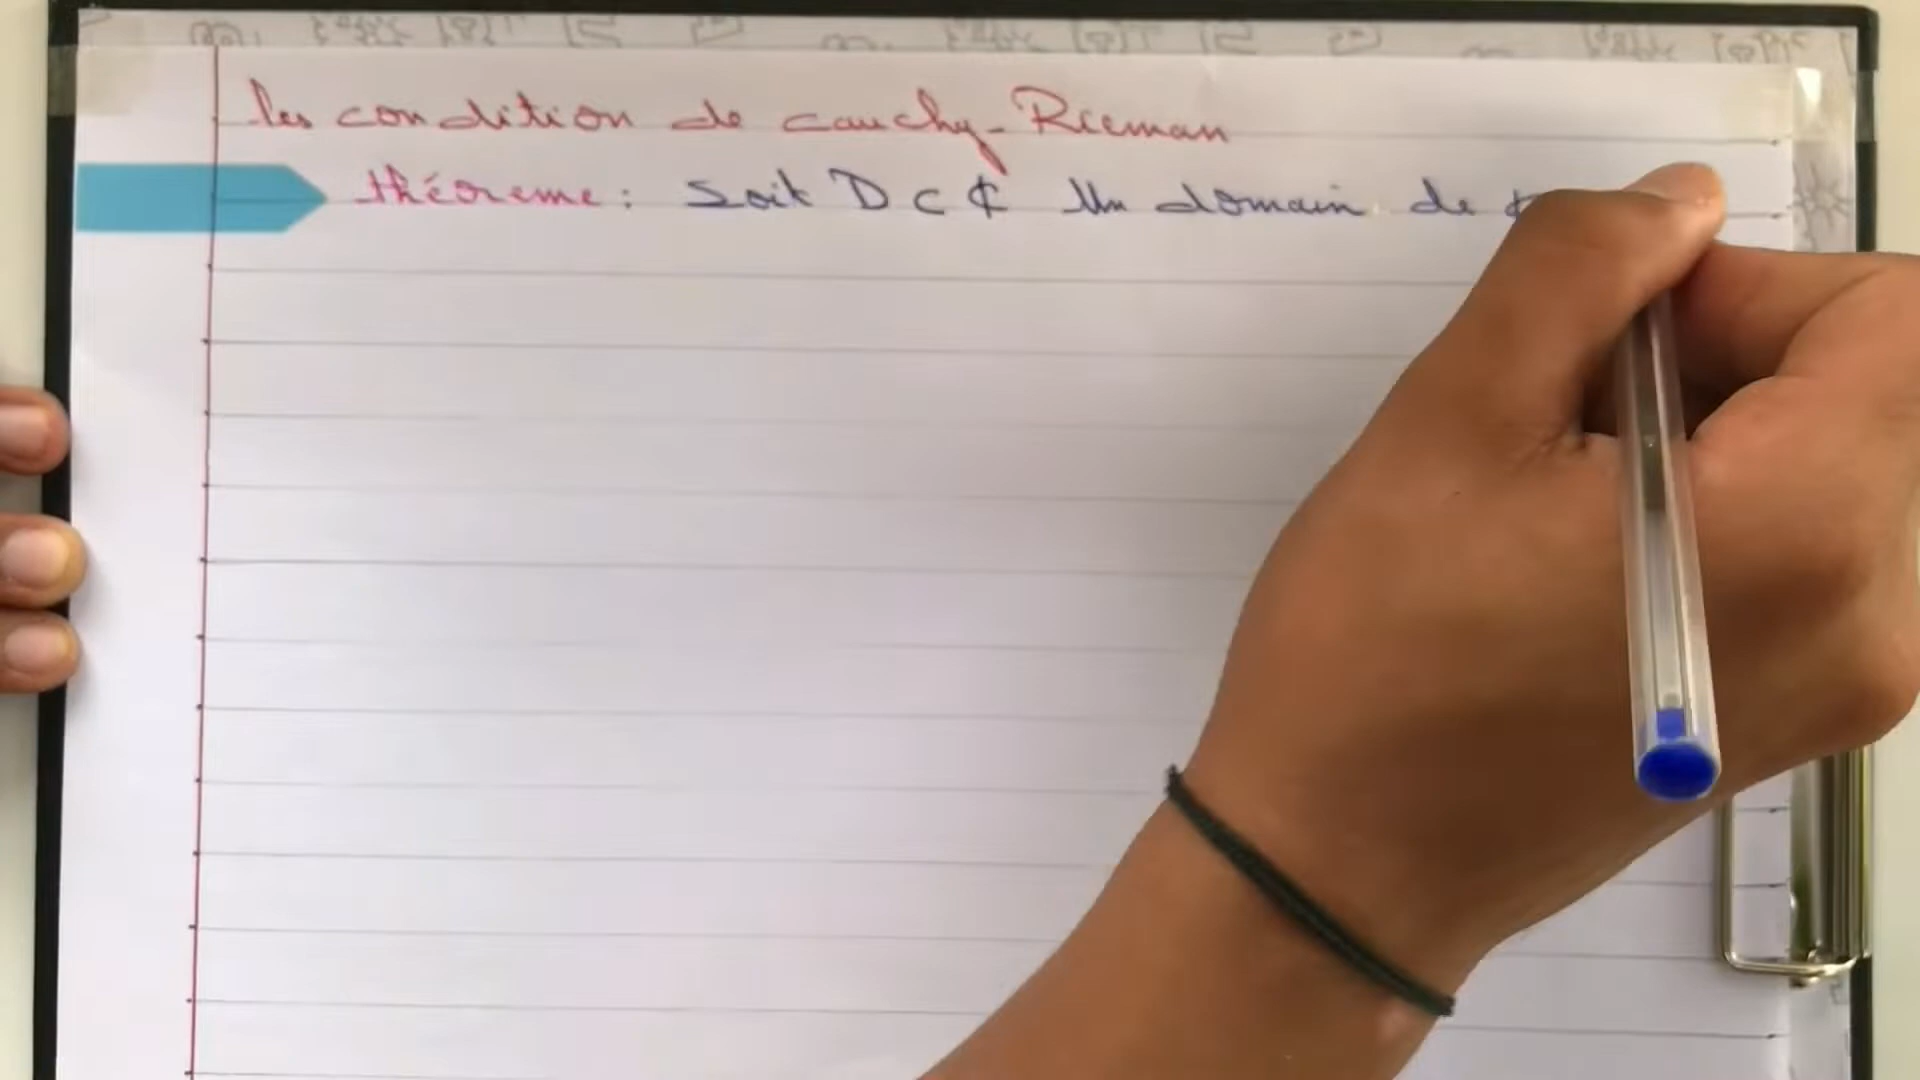 les condition de cauchy-Rieman
théoreme : Soit D ⊂ ℂ Un domain de ℂ